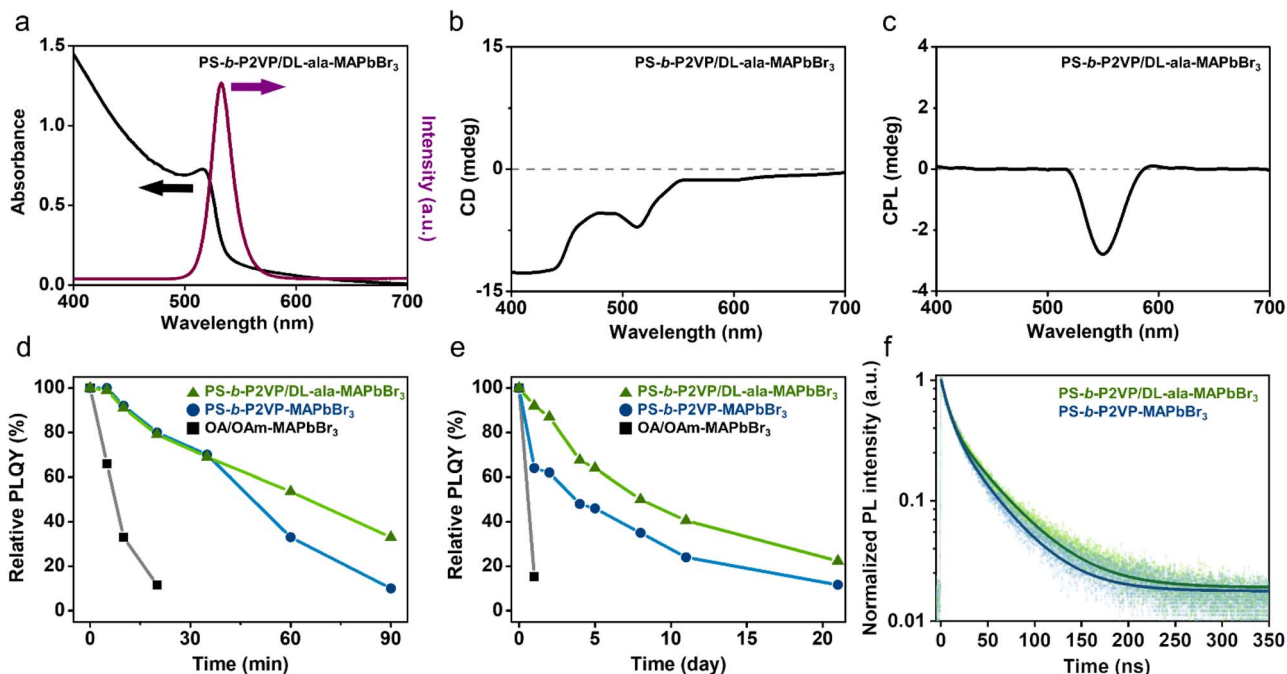 a
1.5
1.0
0.5
0.0
Absorbance
PS-b-P2VP/DL-ala-MAPbBr₃
Intensity (a.u.)
400 500 600 700
Wavelength (nm)
b
15
0
-15
CD (mdeg)
PS-b-P2VP/DL-ala-MAPbBr₃
400 500 600 700
Wavelength (nm)
c
4
2
0
-2
-4
CPL (mdeg)
PS-b-P2VP/DL-ala-MAPbBr₃
400 500 600 700
Wavelength (nm)
d
100
80
60
40
20
0
Relative PLQY (%)
PS-b-P2VP/DL-ala-MAPbBr₃
PS-b-P2VP-MAPbBr₃
OA/OAm-MAPbBr₃
0 30 60 90
Time (min)
e
100
80
60
40
20
0
Relative PLQY (%)
PS-b-P2VP/DL-ala-MAPbBr₃
PS-b-P2VP-MAPbBr₃
OA/OAm-MAPbBr₃
0 5 10 15 20
Time (day)
f
1
0.1
0.01
Normalized PL intensity (a.u.)
PS-b-P2VP/DL-ala-MAPbBr₃
PS-b-P2VP-MAPbBr₃
0 50 100 150 200 250 300 350
Time (ns)